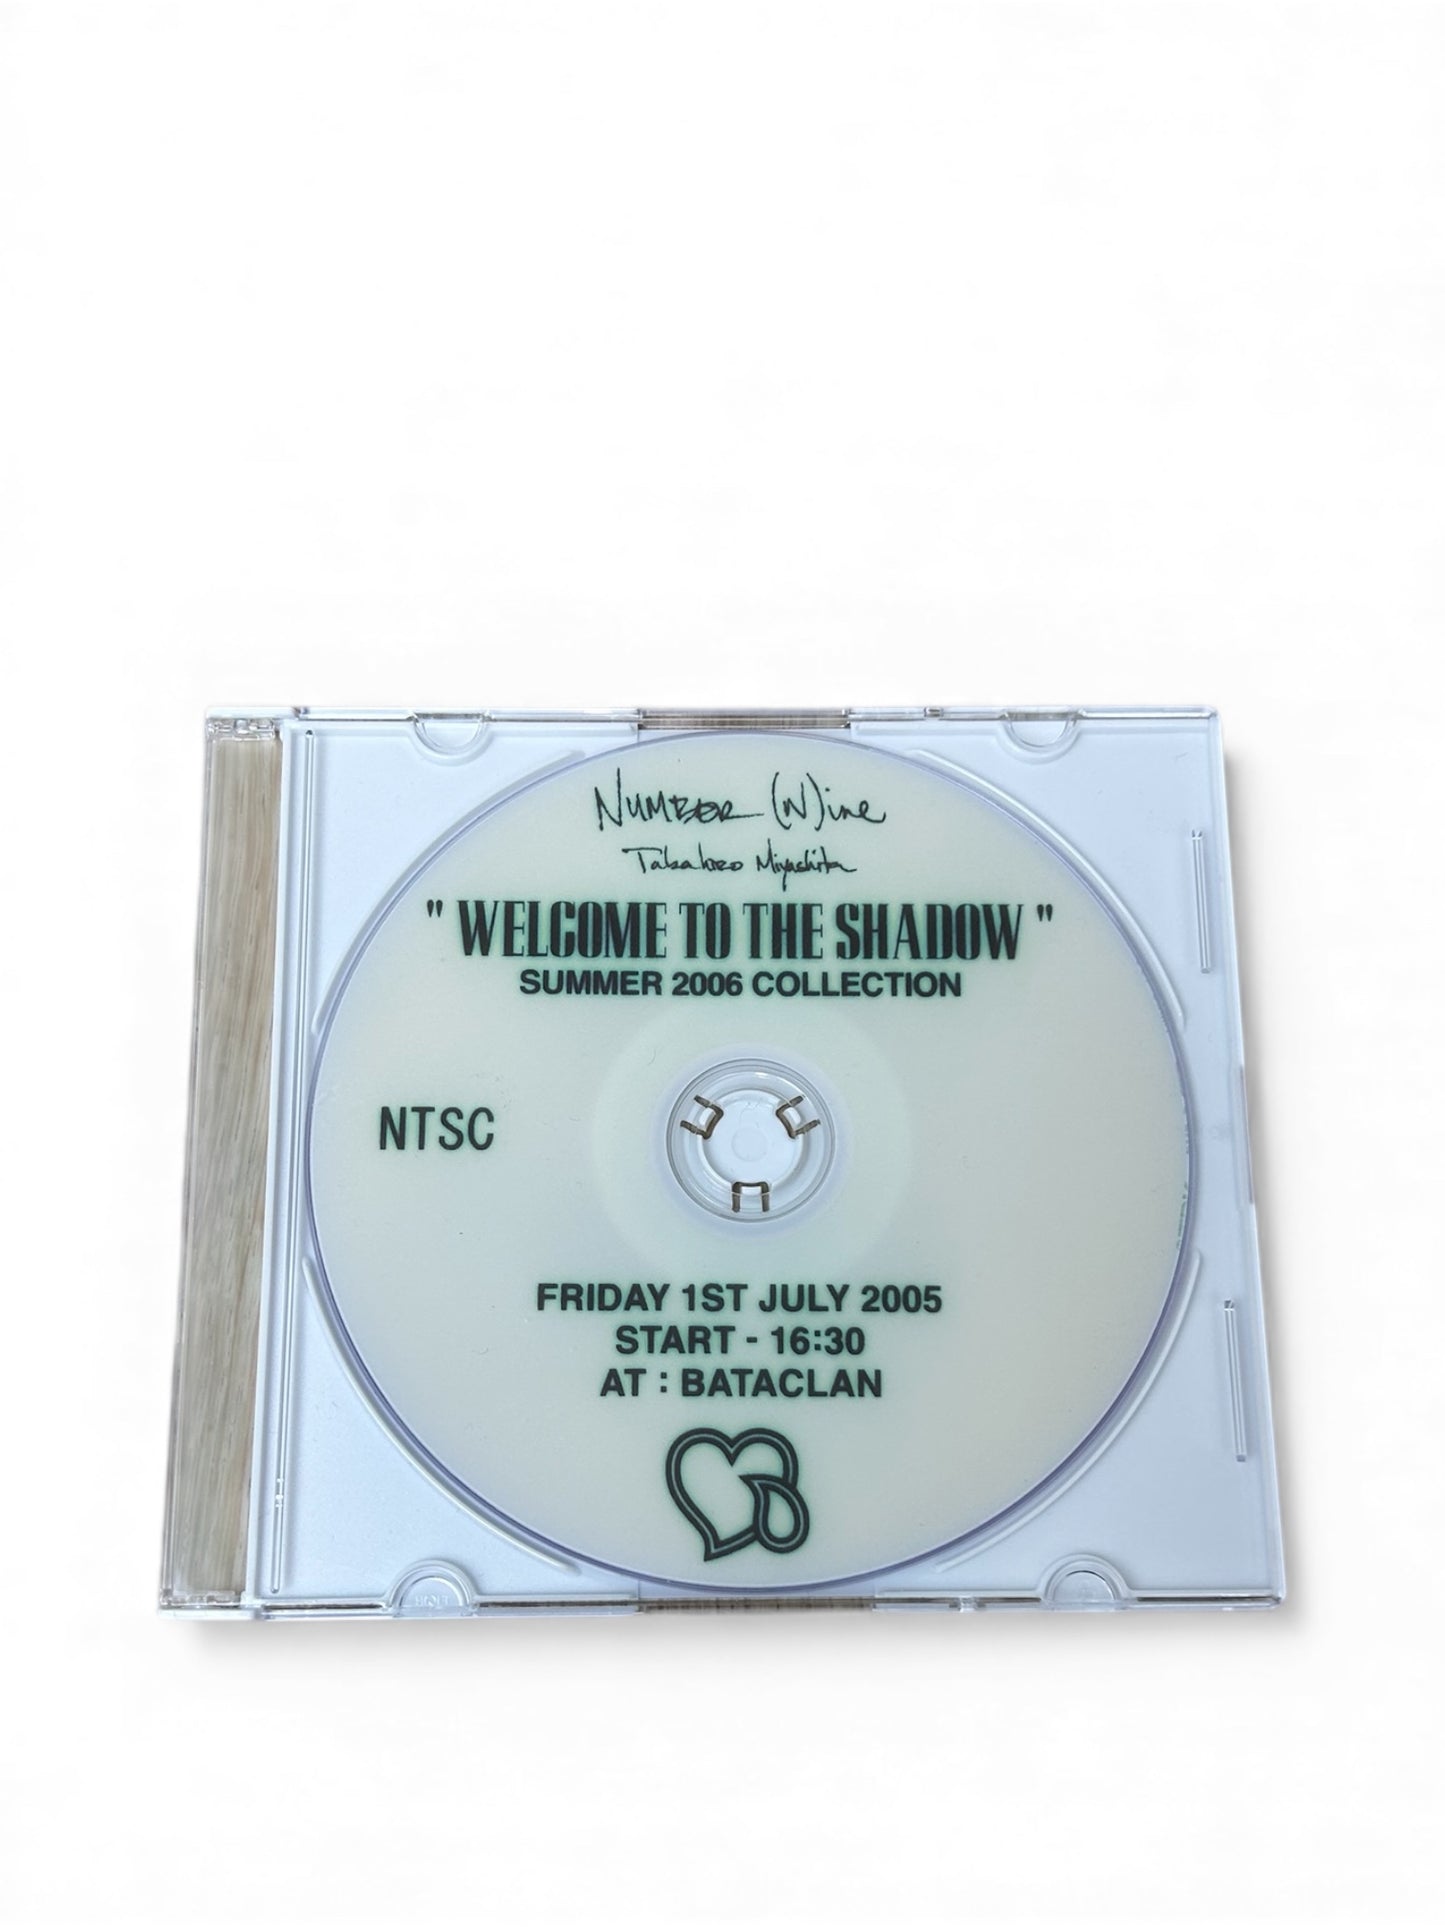 NUMBER (N)ine
Takahiro Miyashita
" WELCOME TO THE SHADOW "
SUMMER 2006 COLLECTION
NTSC
FRIDAY 1ST JULY 2005
START - 16:30
AT : BATACLAN